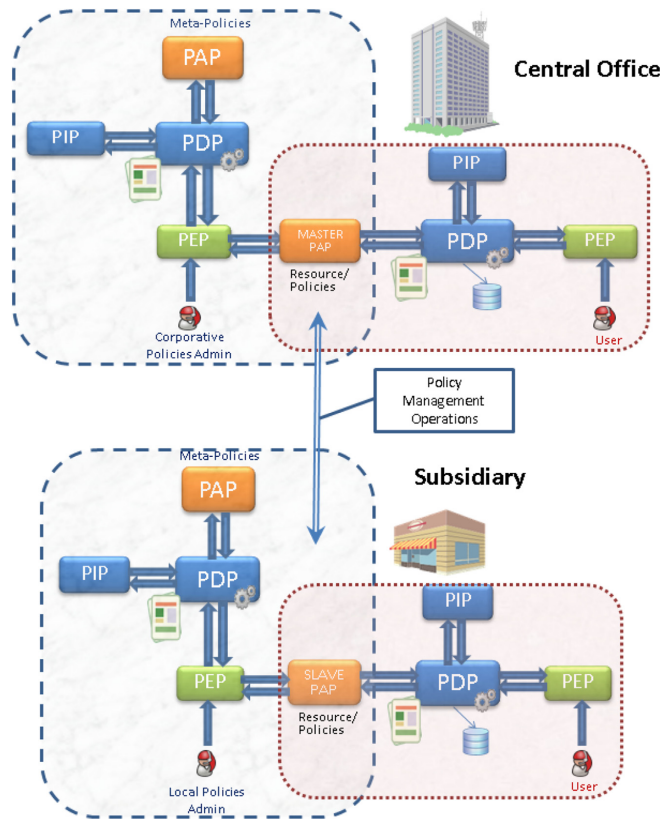 Meta-Policies
PAP
Central Office
PIP
PDP
PIP
PEP
MASTER
PAP
PDP
PEP
Resource/
Policies
Corporative
Policies Admin
User
Policy
Management
Operations
Meta-Policies
Subsidiary
PAP
PIP
PDP
PIP
PEP
SLAVE
PAP
PDP
PEP
Resource/
Policies
Local Policies
Admin
User